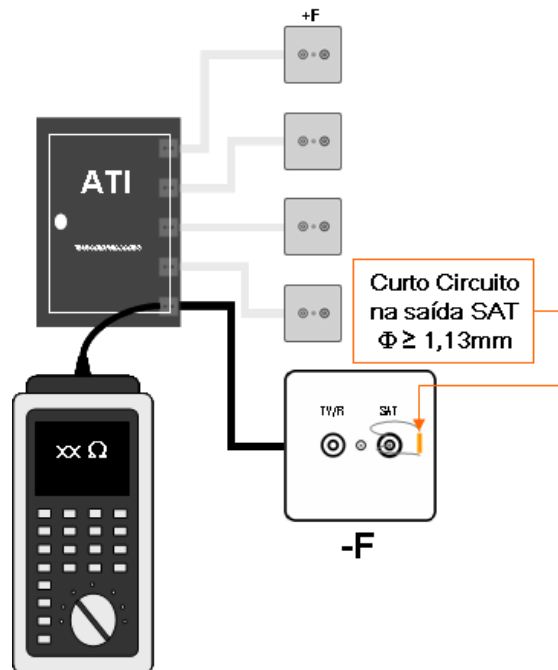 +F
ATI
Curto Circuito
na saída SAT
Φ ≥ 1,13mm
TV/R
SAT
xx Ω
-F